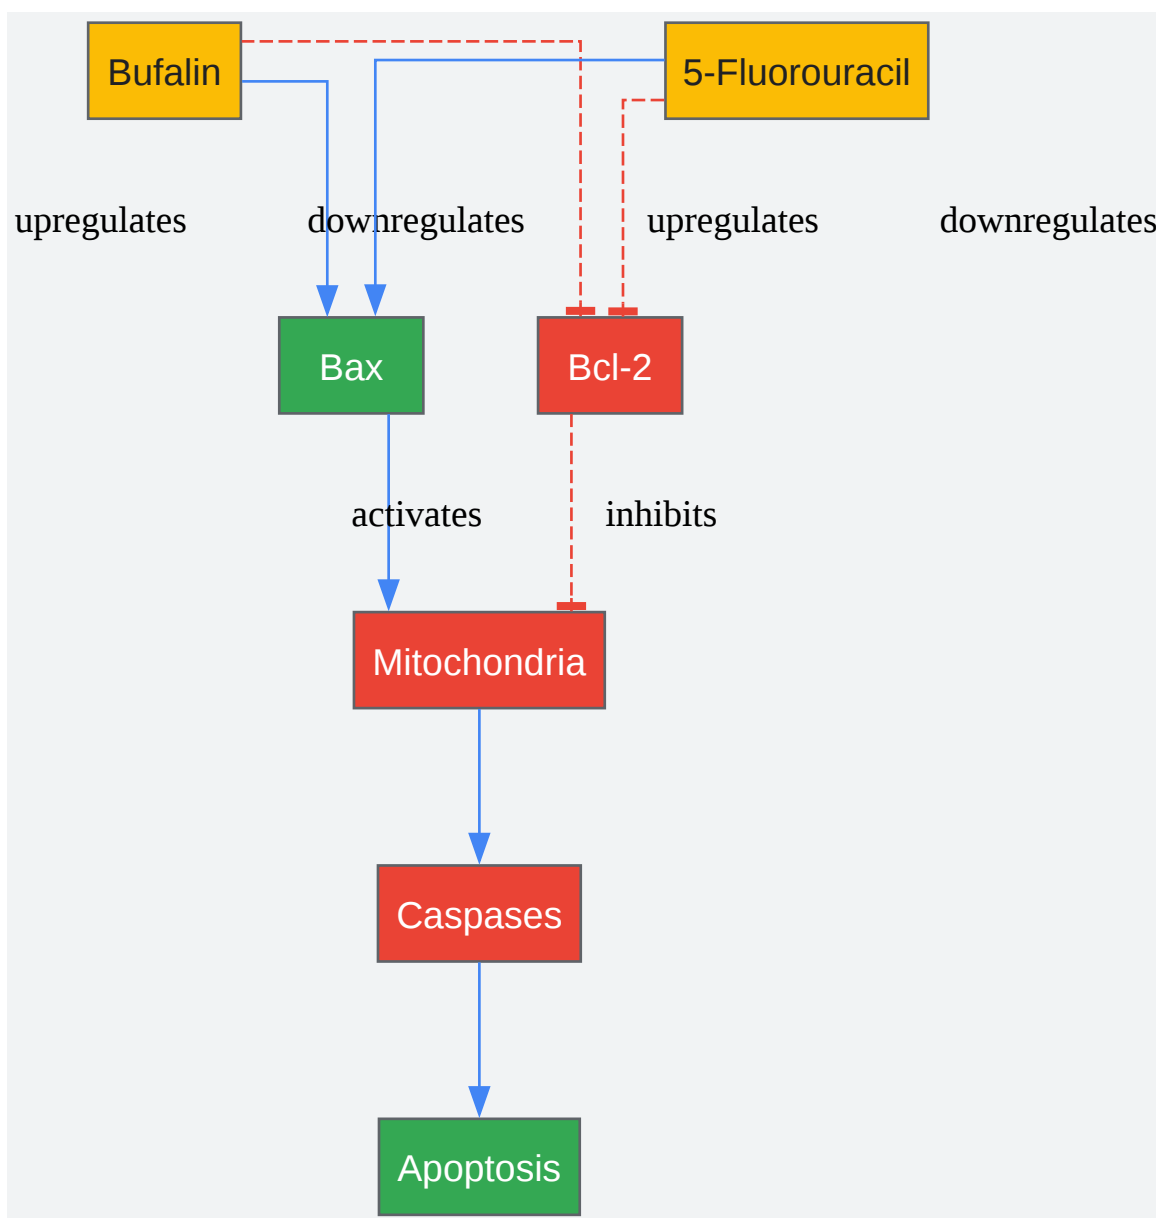 Bufalin
5-Fluorouracil
upregulates
downregulates
upregulates
downregulates
Bax
Bcl-2
activates
inhibits
Mitochondria
Caspases
Apoptosis